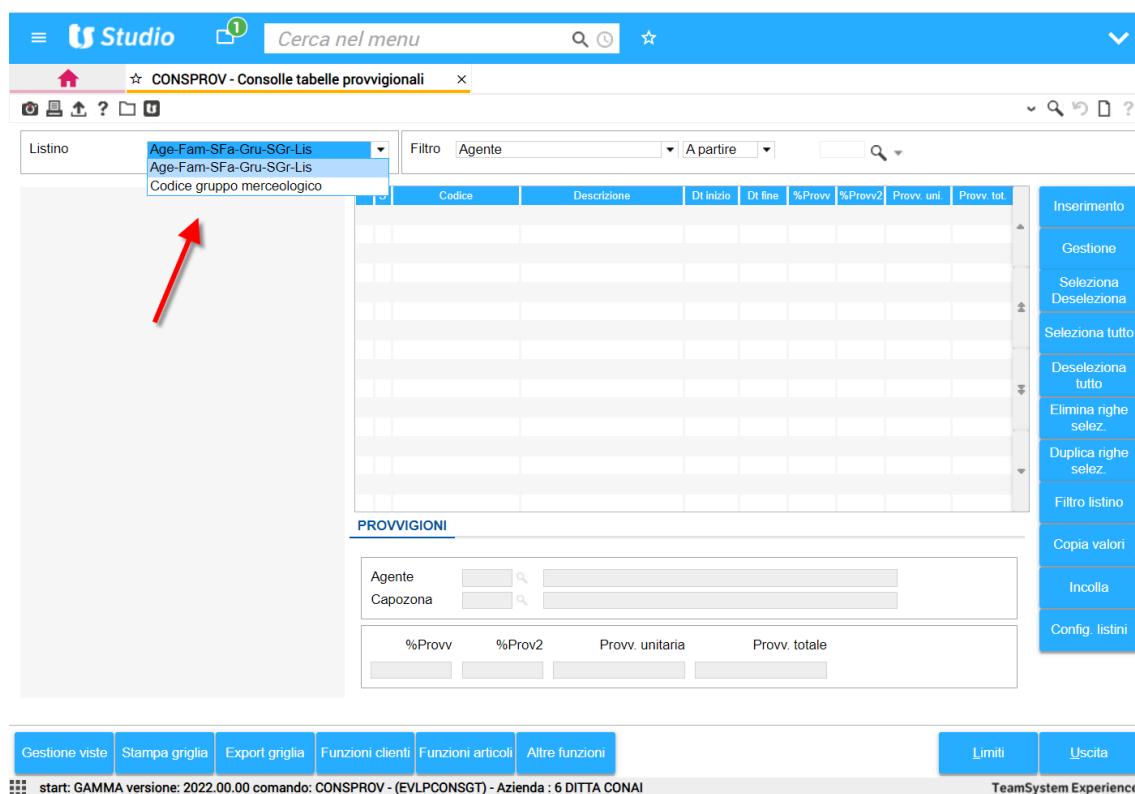 Studio
1
Cerca nel menu
CONSPROV - Consolle tabelle provvigionali
Listino
Age-Fam-SFa-Gru-SGr-Lis
Filtro
Agente
A partire
Age-Fam-SFa-Gru-SGr-Lis
Codice gruppo merceologico
Codice Descrizione Dt inizio Dt fine %Provv %Provv2 Provv. uni. Provv. tot.
Inserimento
Gestione
Seleziona
Deseleziona
Seleziona tutto
Deseleziona
tutto
Elimina righe
selez.
Duplica righe
selez.
Filtro listino
Copia valori
Incolla
Config. listini
PROVVIGIONI
Agente
Capozona
%Provv %Prov2 Provv. unitaria Provv. totale
Gestione viste Stampa griglia Export griglia Funzioni clienti Funzioni articoli Altre funzioni Limiti Uscita
start: GAMMA versione: 2022.00.00 comando: CONSPROV - (EVLPCONSGT) - Azienda : 6 DITTA CONAI TeamSystem Experience